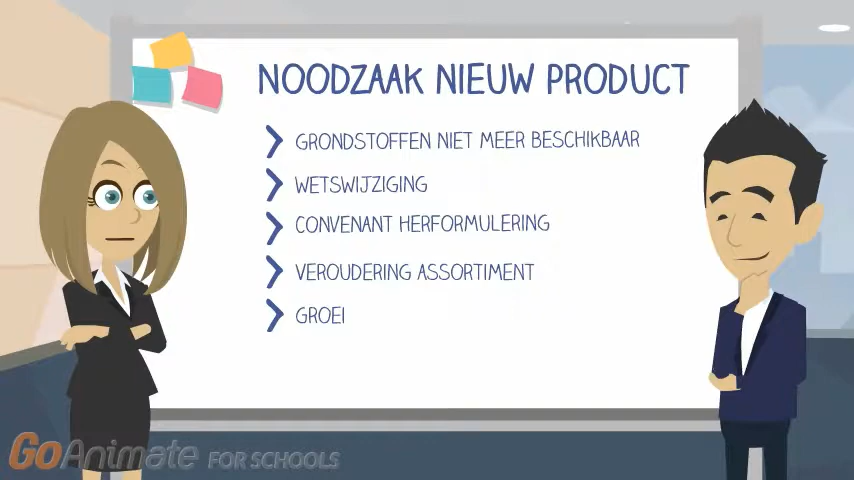 NOODZAAK NIEUW PRODUCT
GRONDSTOFFEN NIET MEER BESCHIKBAAR
WETSWIJZIGING
CONVENANT HERFORMULERING
VEROUDERING ASSORTIMENT
GROEI
GoAnimate FOR SCHOOLS